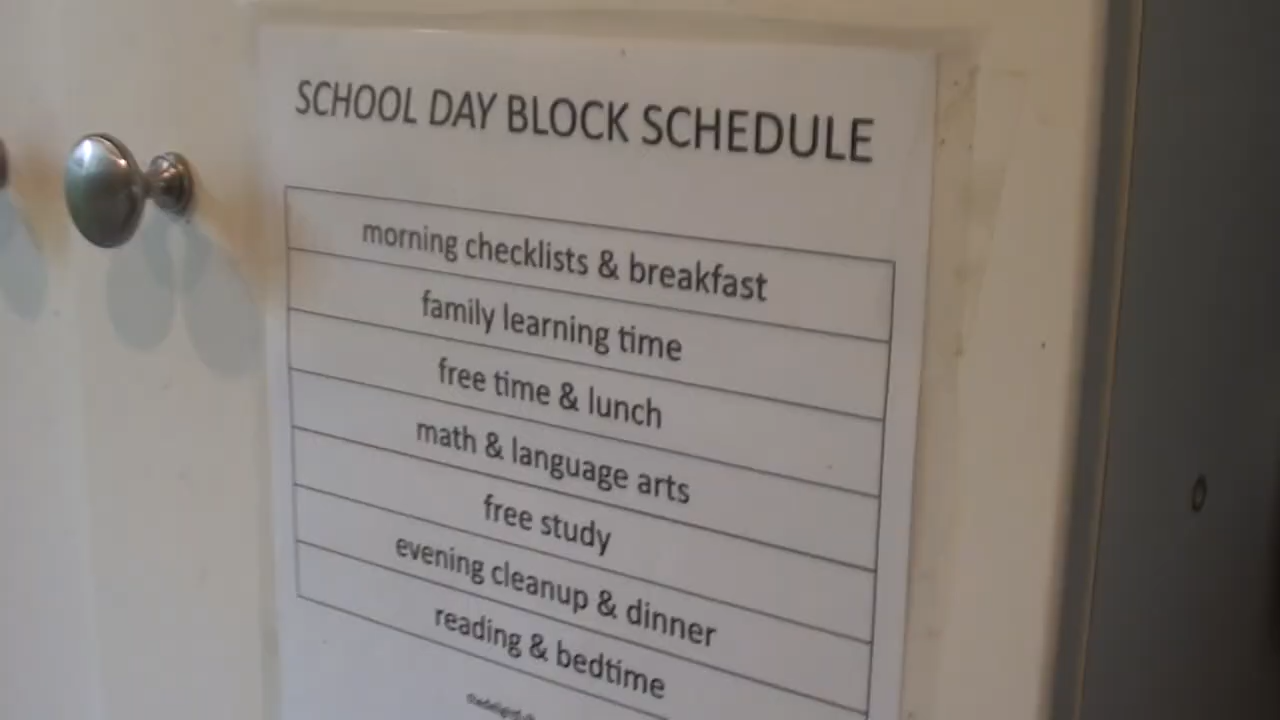 SCHOOL DAY BLOCK SCHEDULE
morning checklists & breakfast
family learning time
free time & lunch
math & language arts
free study
evening cleanup & dinner
reading & bedtime